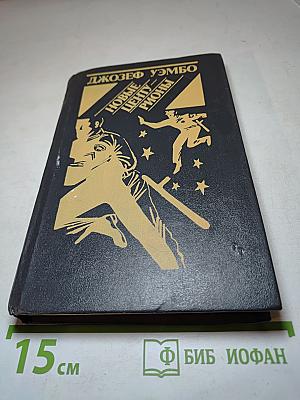 ДЖОЗЕФ УЭМБО
НОВЫЕ
ЦЕНТУ–
РИОНЫ
15 см
Ф БИБ ИОФАН